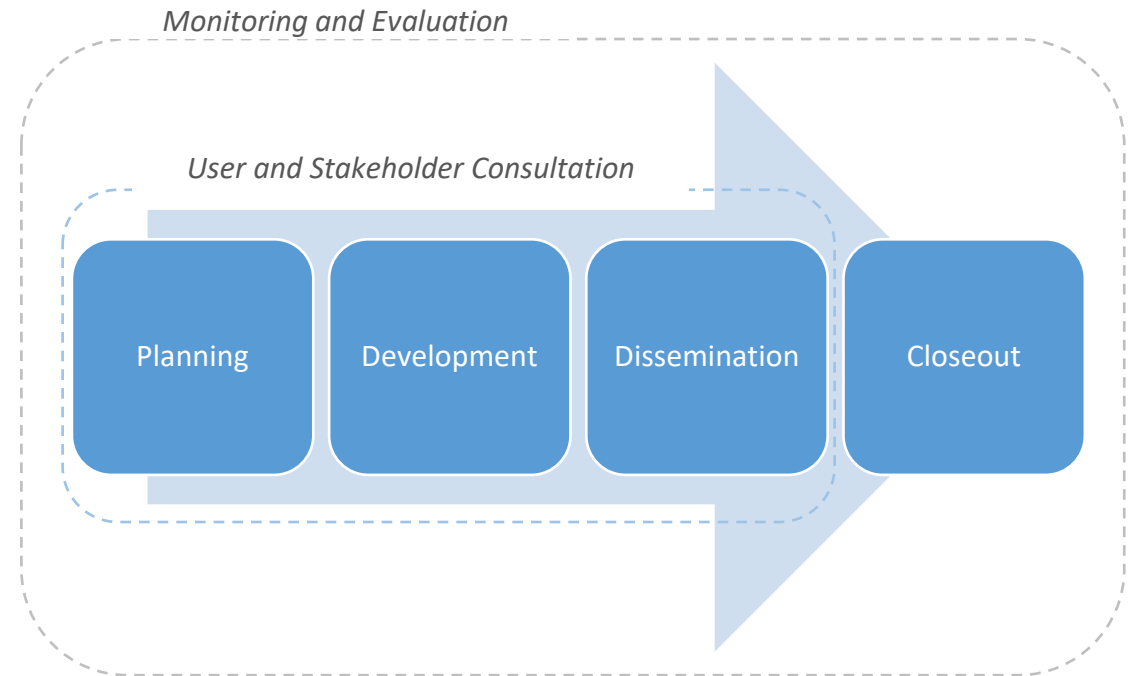 Monitoring and Evaluation
User and Stakeholder Consultation
Planning
Development
Dissemination
Closeout